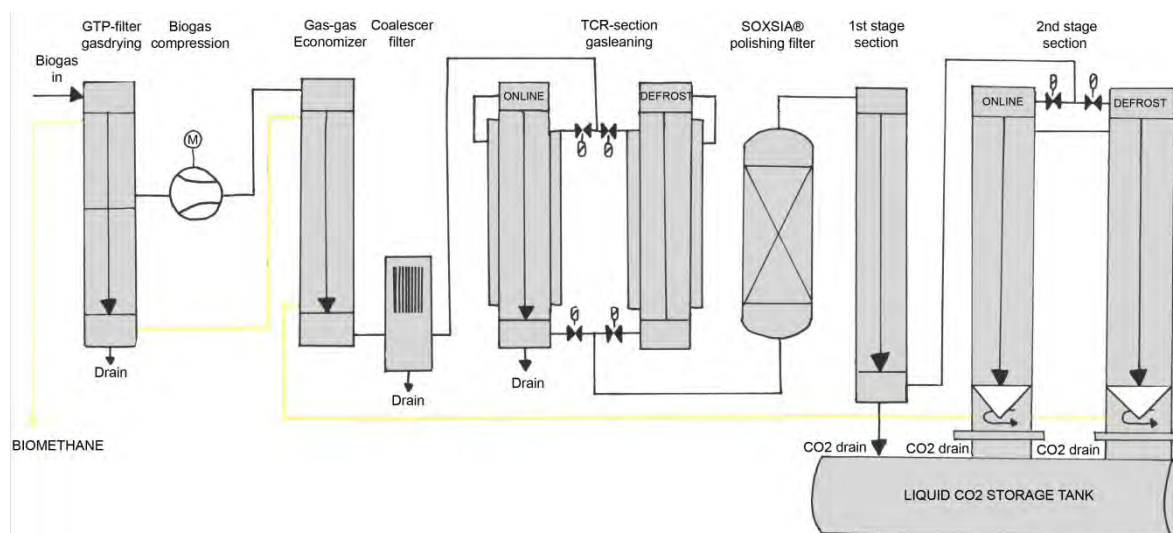 GTP-filter
gasdrying
Biogas
compression
Gas-gas
Economizer
Coalescer
filter
TCR-section
gasleaning
SOXSIA®
polishing filter
1st stage
section
2nd stage
section
Biogas
in
M
ONLINE
DEFROST
ONLINE
DEFROST
Drain
Drain
Drain
BIOMETHANE
CO2 drain
CO2 drain
CO2 drain
LIQUID CO2 STORAGE TANK